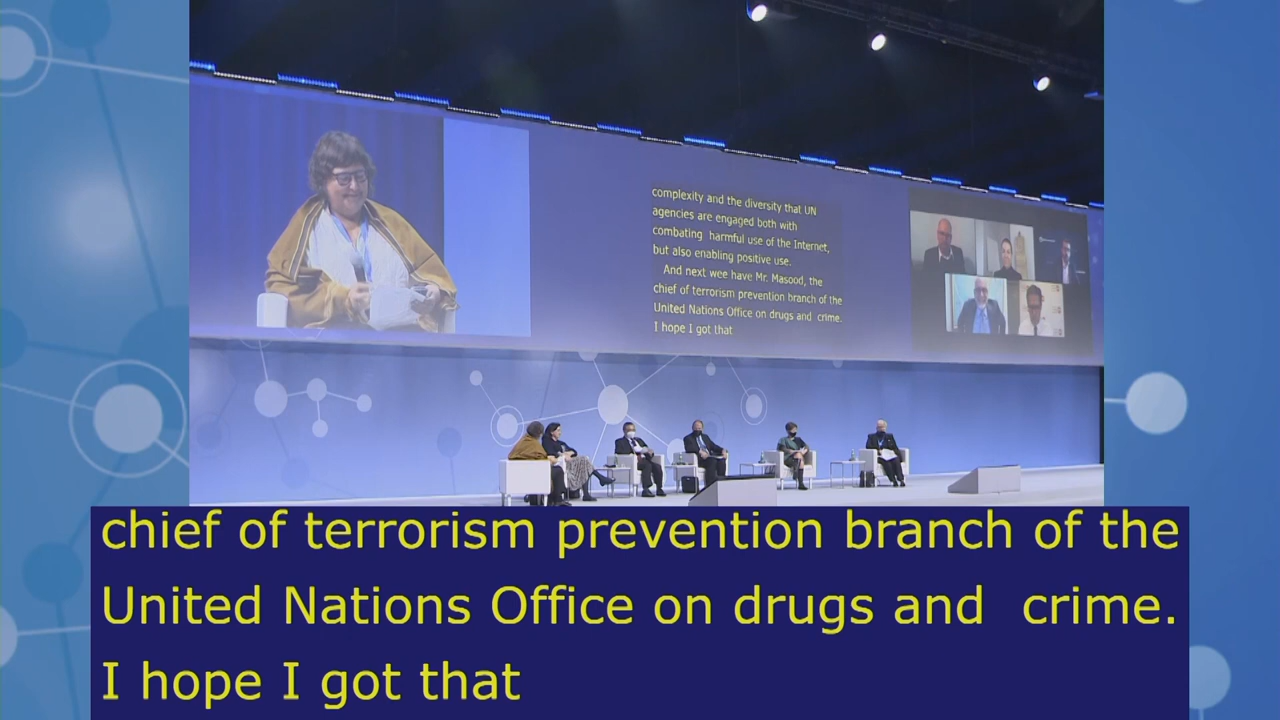 complexity and the diversity that UN
agencies are engaged both with
combating harmful use of the Internet,
but also enabling positive use.
And next wee have Mr. Masood, the
chief of terrorism prevention branch of the
United Nations Office on drugs and crime.
I hope I got that
chief of terrorism prevention branch of the
United Nations Office on drugs and crime.
I hope I got that